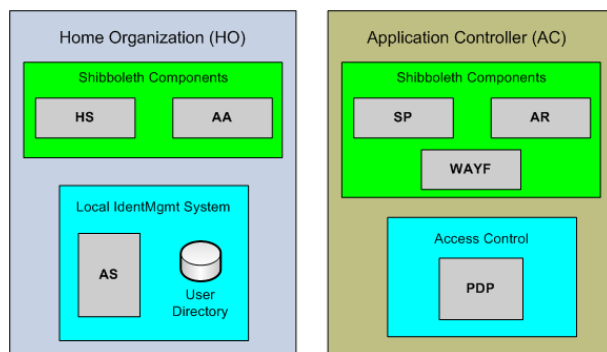 Home Organization (HO)
Shibboleth Components
HS
AA
Local IdentMgmt System
AS
User
Directory
Application Controller (AC)
Shibboleth Components
SP
AR
WAYF
Access Control
PDP